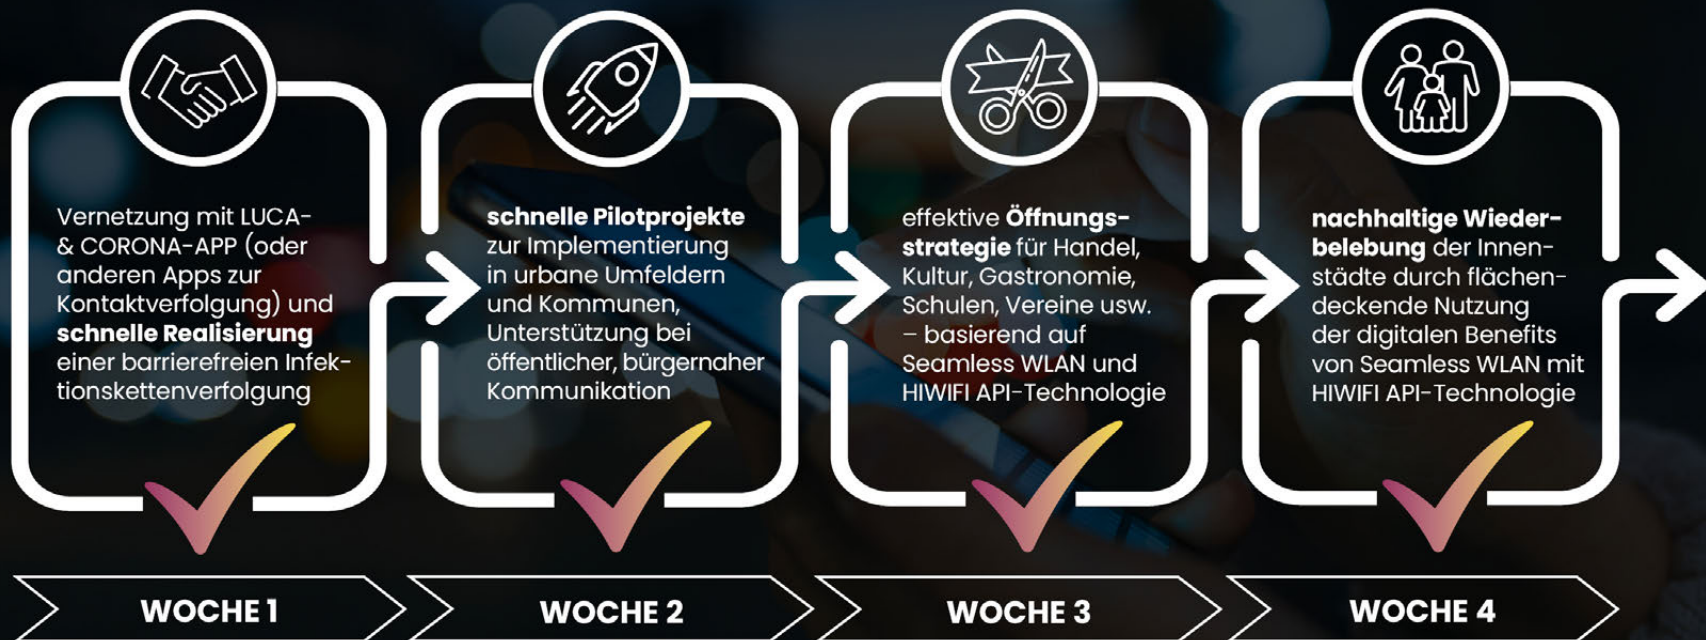 Vernetzung mit LUCA-
& CORONA-APP (oder
anderen Apps zur
Kontaktverfolgung) und
schnelle Realisierung
einer barrierefreien Infek-
tionskettenverfolgung
schnelle Pilotprojekte
zur Implementierung
in urbane Umfeldern
und Kommunen,
Unterstützung bei
öffentlicher, bürgernaher
Kommunikation
effektive Öffnungs-
strategie für Handel,
Kultur, Gastronomie,
Schulen, Vereine usw.
– basierend auf
Seamless WLAN und
HIWIFI API-Technologie
nachhaltige Wieder-
belebung der Innen-
städte durch flächen-
deckende Nutzung
der digitalen Benefits
von Seamless WLAN mit
HIWIFI API-Technologie
WOCHE 1
WOCHE 2
WOCHE 3
WOCHE 4